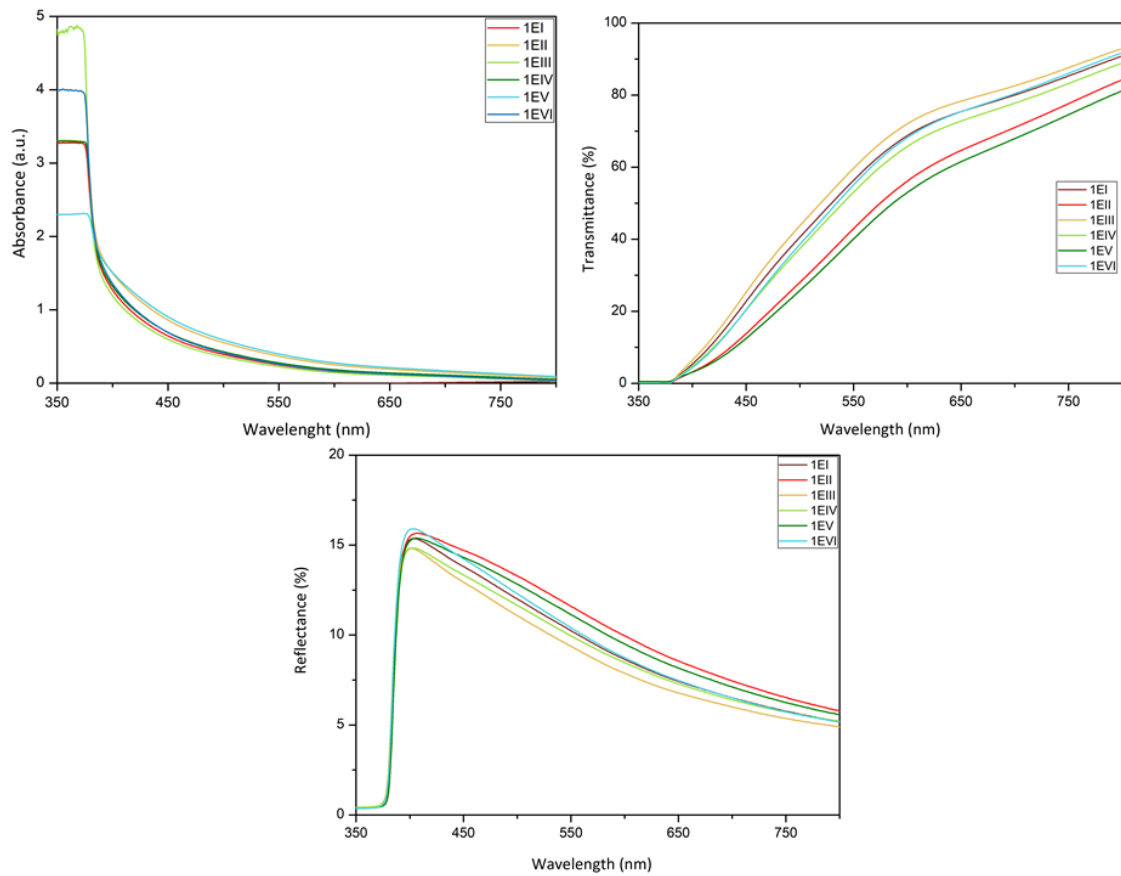 5
4
3
2
1
0
Absorbance (a.u.)
350
450
550
650
750
Wavelenght (nm)
1EI
1EII
1EIII
1EIV
1EV
1EVI
100
80
60
40
20
0
Transmittance (%)
350
450
550
650
750
Wavelength (nm)
1EI
1EII
1EIII
1EIV
1EV
1EVI
20
15
10
5
0
Reflectance (%)
350
450
550
650
750
Wavelength (nm)
1EI
1EII
1EIII
1EIV
1EV
1EVI